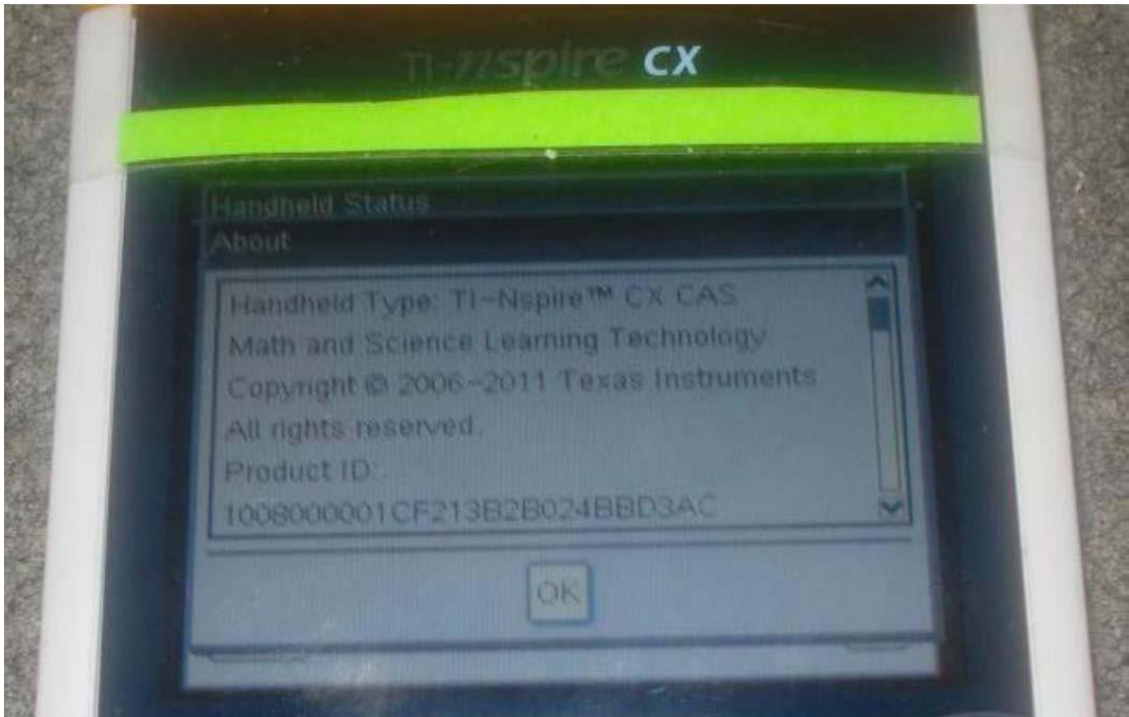 TI-nspire CX
Handheld Status
About
Handheld Type: TI-Nspire™ CX CAS
Math and Science Learning Technology
Copyright © 2006-2011 Texas Instruments
All rights reserved.
Product ID:
1008000001CF213B2B024BBD3AC
OK